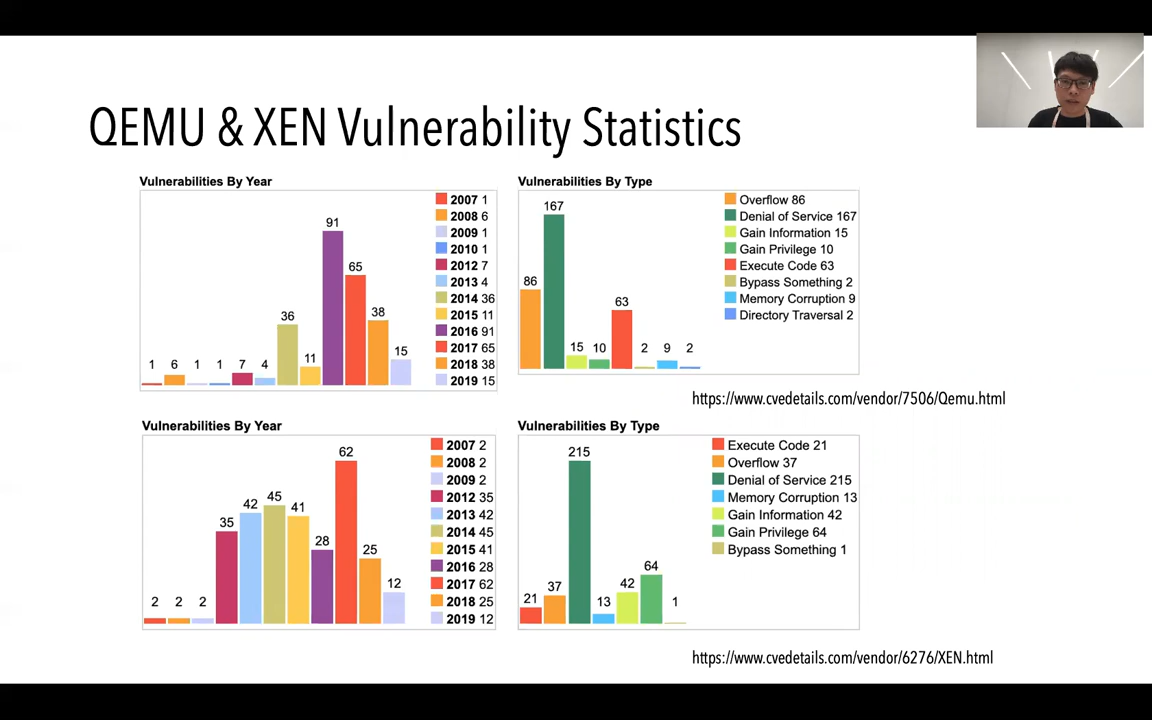 QEMU & XEN Vulnerability Statistics
Vulnerabilities By Year
1
6
1
1
7
4
36
11
91
65
38
15
2007 1
2008 6
2009 1
2010 1
2012 7
2013 4
2014 36
2015 11
2016 91
2017 65
2018 38
2019 15
Vulnerabilities By Type
86
167
15
10
63
2
9
2
Overflow 86
Denial of Service 167
Gain Information 15
Gain Privilege 10
Execute Code 63
Bypass Something 2
Memory Corruption 9
Directory Traversal 2
https://www.cvedetails.com/vendor/7506/Qemu.html
Vulnerabilities By Year
2
2
2
35
42
45
41
28
62
25
12
2007 2
2008 2
2009 2
2012 35
2013 42
2014 45
2015 41
2016 28
2017 62
2018 25
2019 12
Vulnerabilities By Type
21
37
215
13
42
64
1
Execute Code 21
Overflow 37
Denial of Service 215
Memory Corruption 13
Gain Information 42
Gain Privilege 64
Bypass Something 1
https://www.cvedetails.com/vendor/6276/XEN.html